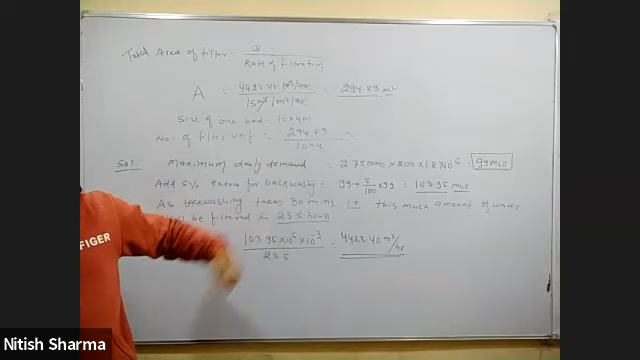 Total Area of filter = Q / Rate of filtration
A = 4423.40 m³/hr / 15 m³/m²/hr = 294.89 m²
Size of one bed = 10 x 4 m
No. of filter unit = 294.89 / 10x4 =
Sol. Maximum daily demand = 275000 x 200 x 1.8 x 10⁻⁶ = 99 MLD
Add 5% extra for backwashing = 99 + 5/100 x 99 = 103.95 MLD
As backwashing takes 30 mins i.e. this much amount of water
be filtered in 23.5 hours
103.95 x 10⁶ x 10⁻³ / 23.5 = 4423.40 m³/hr
FIGER
Nitish Sharma